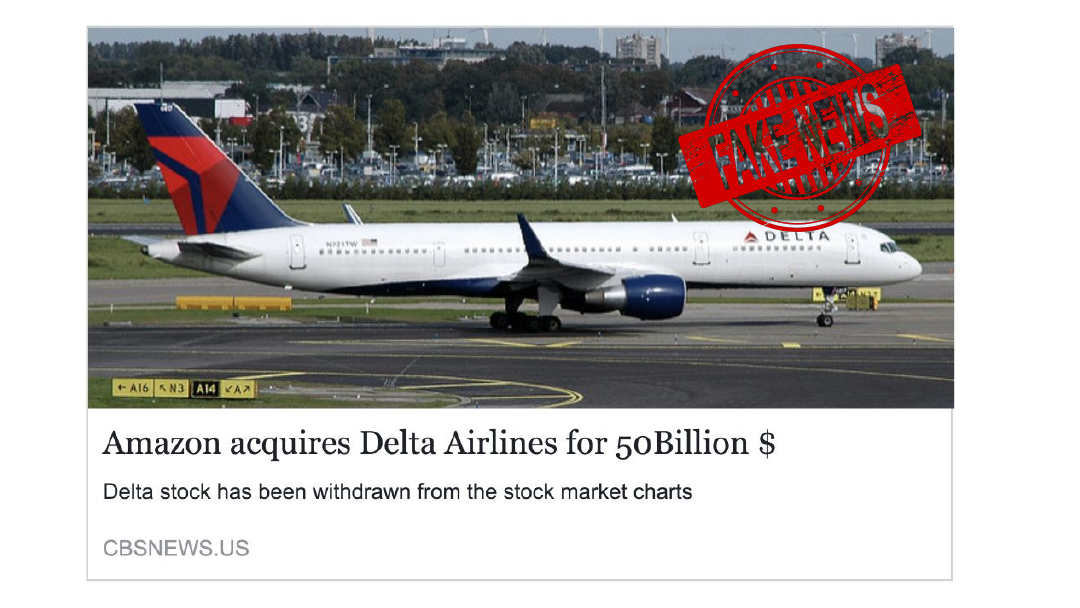 FAKE NEWS
DELTA
N721TW
← A16 ↖ N3 A14 ↙ A ↗
Amazon acquires Delta Airlines for 50Billion $
Delta stock has been withdrawn from the stock market charts
CBSNEWS.US